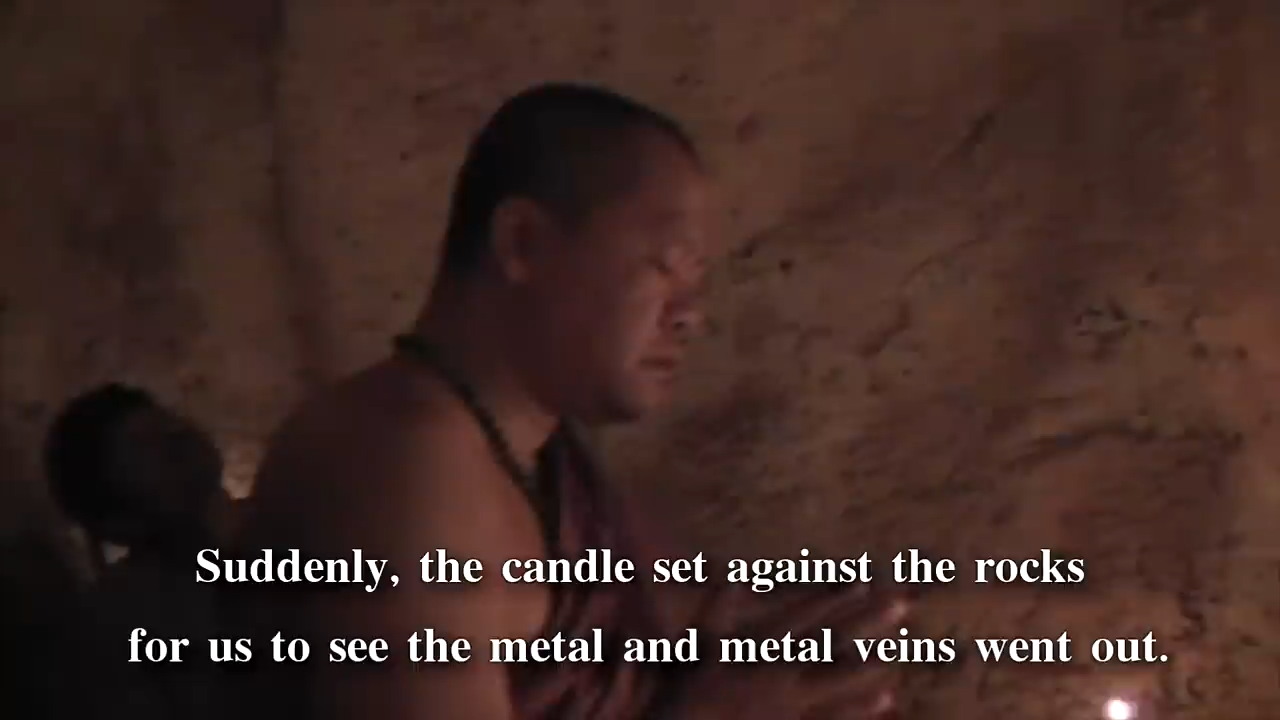 Suddenly, the candle set against the rocks
for us to see the metal and metal veins went out.